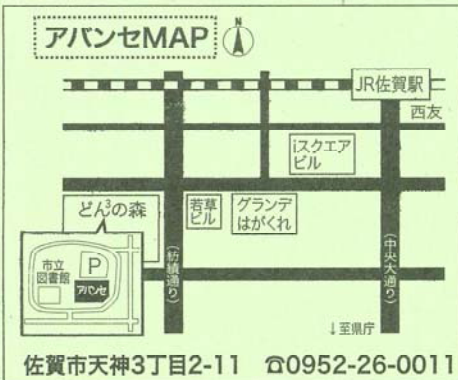 アバンセMAP
N
JR佐賀駅
西友
iスクエア
ビル
どん³の森
若草
ビル
グランデ
はがくれ
市立
図書館
P
アバンセ
(紡績通り)
(中央大通り)
↓至県庁
佐賀市天神3丁目2-11 ☎0952-26-0011